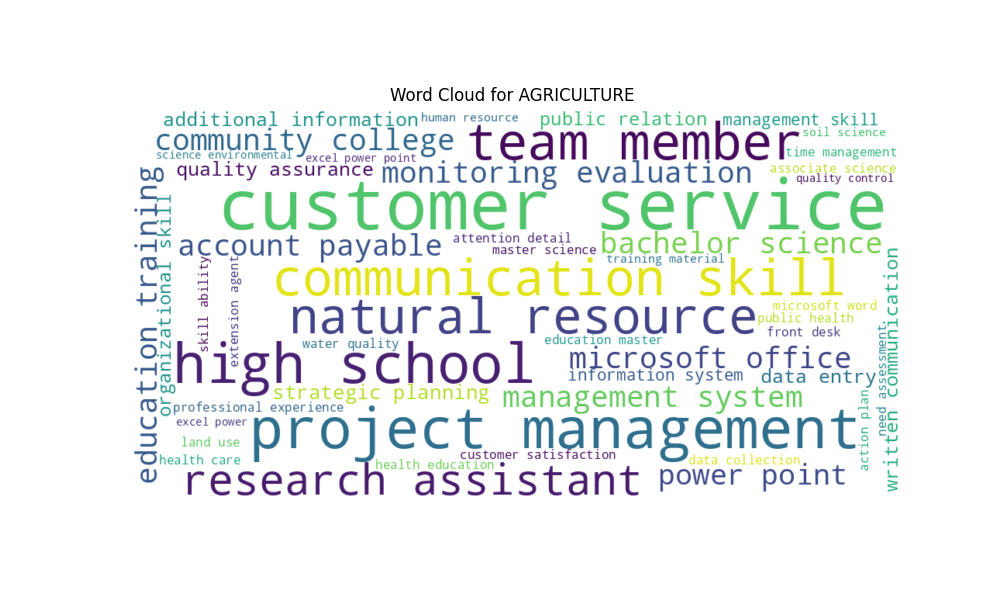 Word Cloud for AGRICULTURE
additional information
human resource
public relation
management skill
community college
team member
soil science
science environmental
excel power point
time management
quality assurance
monitoring evaluation
associate science
quality control
customer service
education training
organizational skill
account payable
attention detail
master science
bachelor science
skill ability
extension agent
communication skill
training material
written communication
natural resource
microsoft word
public health
front desk
water quality
education master
high school
microsoft office
information system
data entry
need assessment
strategic planning
management system
action plan
professional experience
excel power
project management
land use
health care
health education
customer satisfaction
data collection
research assistant
power point